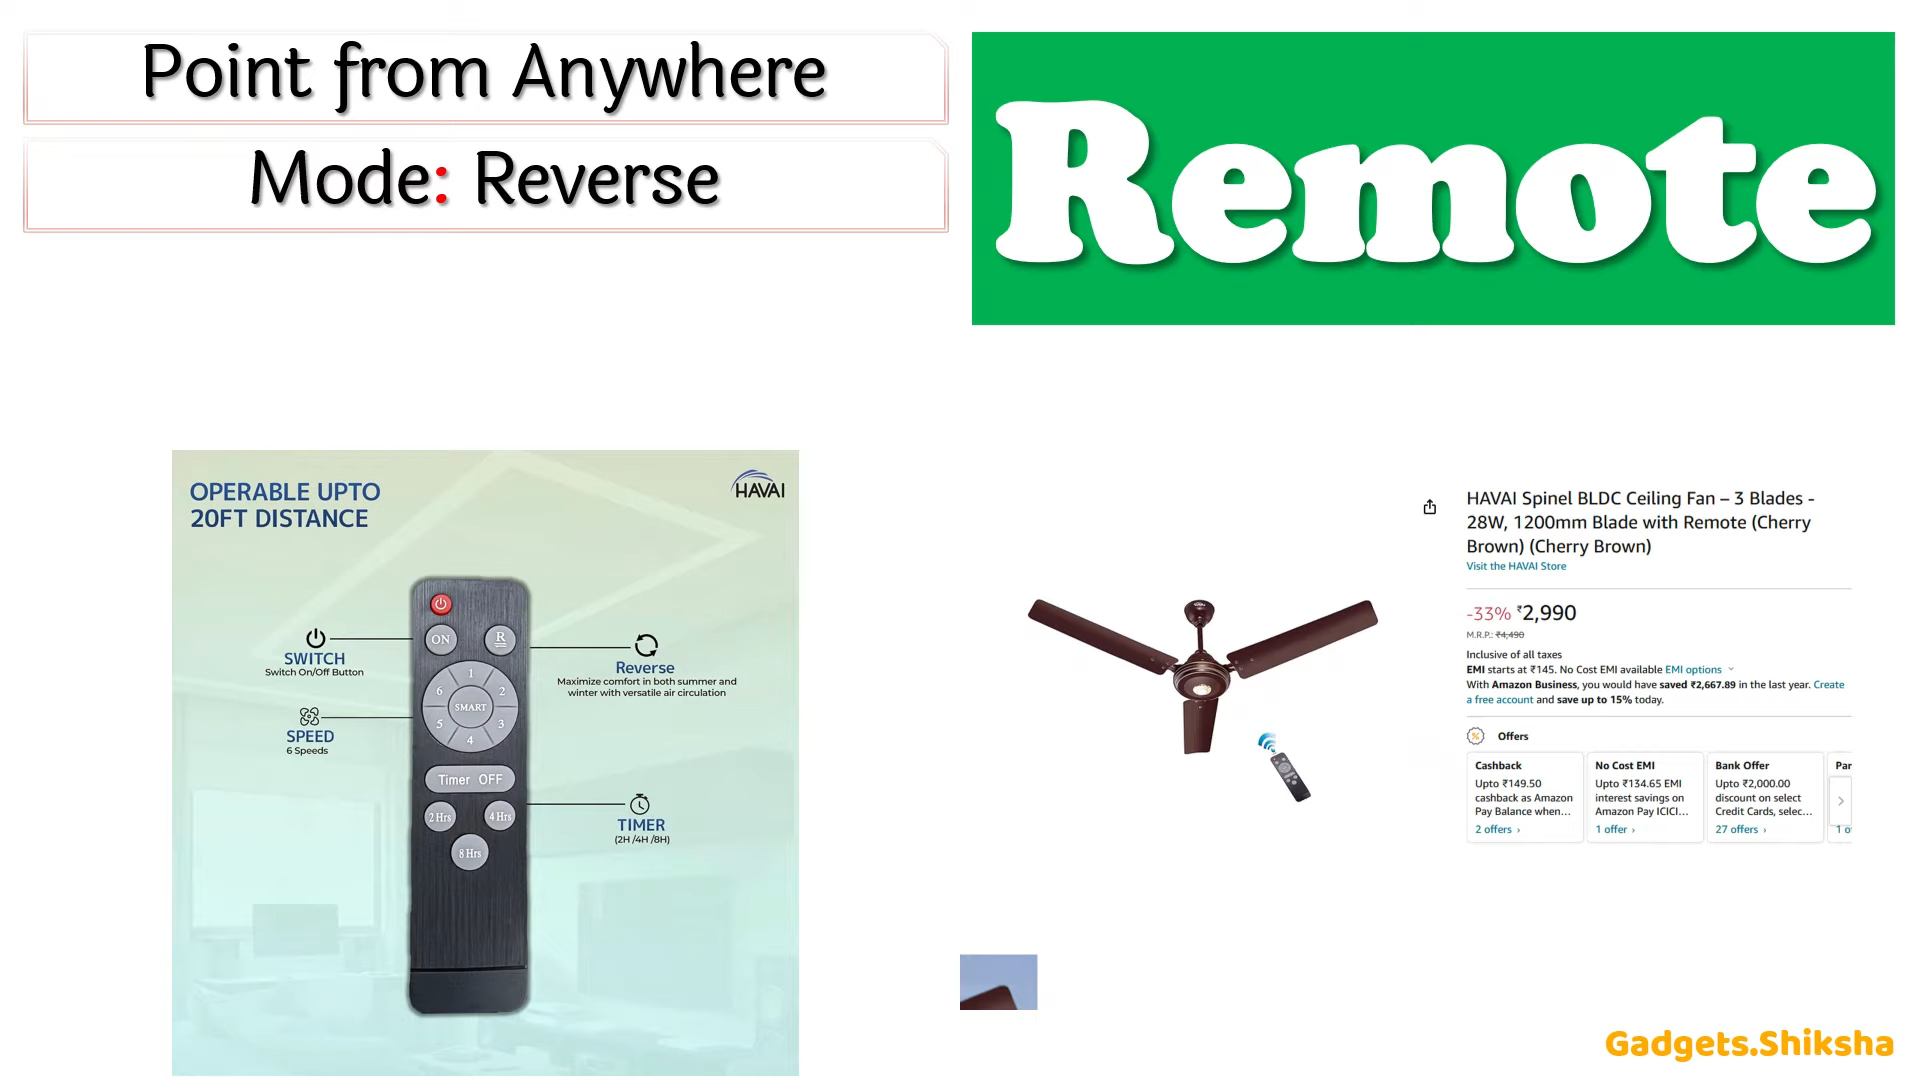 Point from Anywhere
Mode: Reverse
Remote
OPERABLE UPTO
20FT DISTANCE
HAVAI
ON
R
SWITCH
Switch On/Off Button
Reverse
Maximize comfort in both summer and
winter with versatile air circulation
1
6
2
SMART
5
3
4
SPEED
6 Speeds
Timer OFF
2 Hrs
4 Hrs
8 Hrs
TIMER
(2H /4H /8H)
HAVAI Spinel BLDC Ceiling Fan – 3 Blades -
28W, 1200mm Blade with Remote (Cherry
Brown) (Cherry Brown)
Visit the HAVAI Store
-33% ₹2,990
M.R.P.: ₹4,490
Inclusive of all taxes
EMI starts at ₹145. No Cost EMI available EMI options
With Amazon Business, you would have saved ₹2,667.89 in the last year. Create
a free account and save up to 15% today.
Offers
Cashback
Upto ₹149.50
cashback as Amazon
Pay Balance when...
2 offers ›
No Cost EMI
Upto ₹134.65 EMI
interest savings on
Amazon Pay ICICI...
1 offer ›
Bank Offer
Upto ₹2,000.00
discount on select
Credit Cards, selec...
27 offers ›
Par
1 o
Gadgets.Shiksha